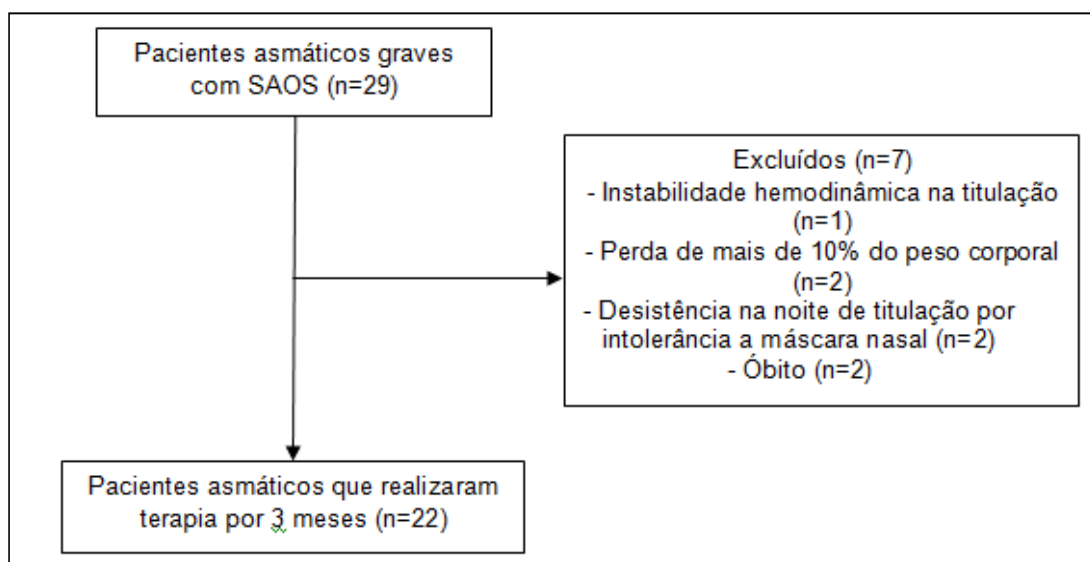 Pacientes asmáticos graves
com SAOS (n=29)
Excluídos (n=7)
- Instabilidade hemodinâmica na titulação
(n=1)
- Perda de mais de 10% do peso corporal
(n=2)
- Desistência na noite de titulação por
intolerância a máscara nasal (n=2)
- Óbito (n=2)
Pacientes asmáticos que realizaram
terapia por 3 meses (n=22)